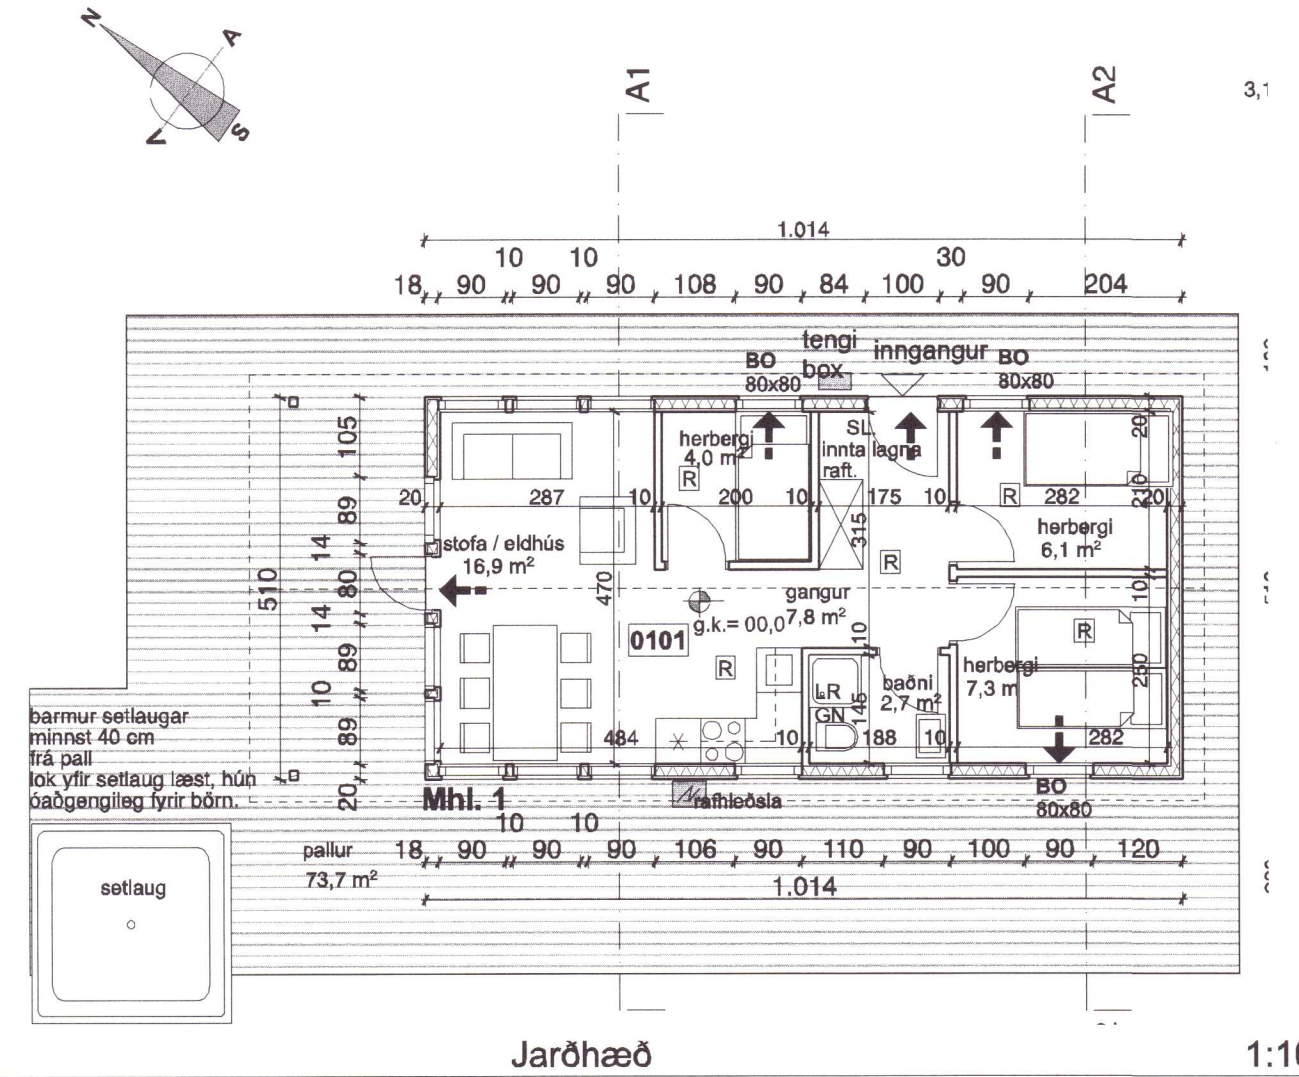 N
A
A
S
A1
A2
3,1
1.014
10 10 30
18 90 90 90 108 90 84 100 90 204
tengi
box
inngangur
BO
80x80
BO
80x80
herbergi
4,0 m²
SL.
innta lagna
raft.
R
R
20 287 10 200 10 175 10 282 20
20
210
105
89
14
80
14
89
10
89
20
510
stofa / eldhús
16,9 m²
315
herbergi
6,1 m²
R
470
gangur
7,8 m²
g.k.= 00,0
0101
R
10
10
R
herbergi
7,3 m
250
baðni
2,7 m²
LR
GN
145
484 10 188 10 282
barmur setlaugar
minnst 40 cm
frá pall
lok yfir setlaug læst, hún
óaðgengileg fyrir börn.
Mhl. 1
rafhleðsla
BO
80x80
10 10
pallur
73,7 m²
18 90 90 90 106 90 110 90 100 90 120
1.014
setlaug
Jarðhæð